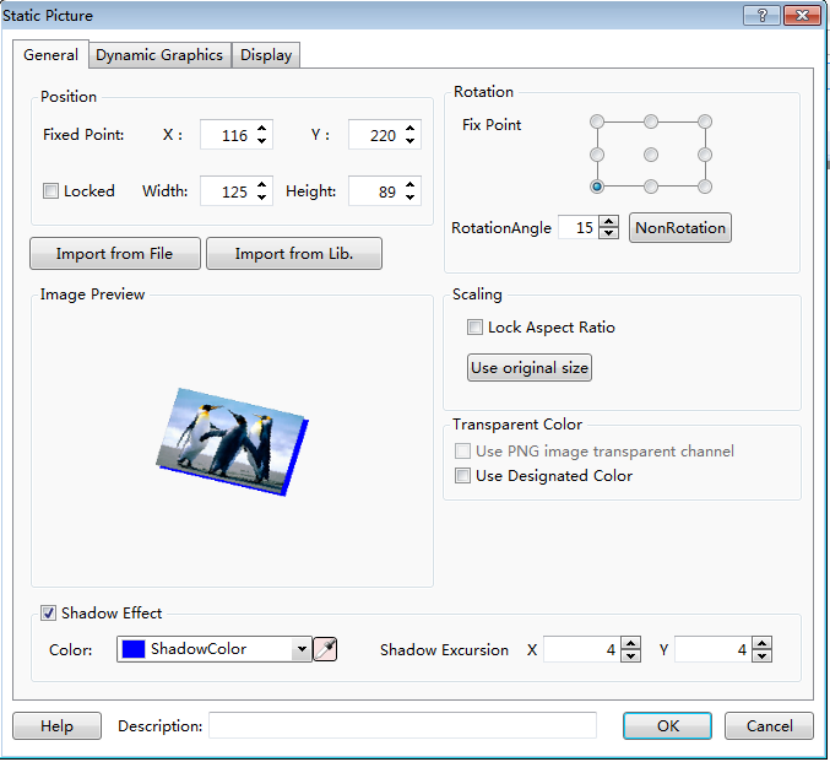 Static Picture
General Dynamic Graphics Display
Position
Fixed Point: X : 116 Y : 220
Locked Width: 125 Height: 89
Import from File Import from Lib.
Rotation
Fix Point
RotationAngle 15 NonRotation
Image Preview
Scaling
Lock Aspect Ratio
Use original size
Transparent Color
Use PNG image transparent channel
Use Designated Color
Shadow Effect
Color: ShadowColor Shadow Excursion X 4 Y 4
Help Description: OK Cancel